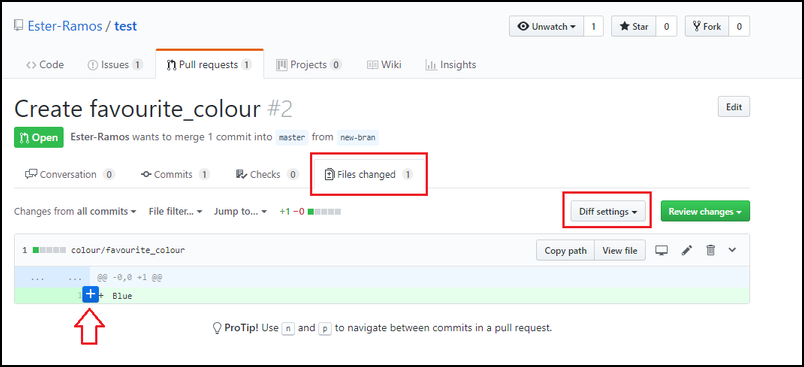 Ester-Ramos / test
Unwatch 1 Star 0 Fork 0
Code Issues 1 Pull requests 1 Projects 0 Wiki Insights
Create favourite_colour #2 Edit
Open Ester-Ramos wants to merge 1 commit into master from new-bran
Conversation 0 Commits 1 Checks 0 Files changed 1
Changes from all commits File filter... Jump to... +1 −0 Diff settings Review changes
1 colour/favourite_colour Copy path View file
... ... @@ -0,0 +1 @@
1 + Blue
ProTip! Use n and p to navigate between commits in a pull request.